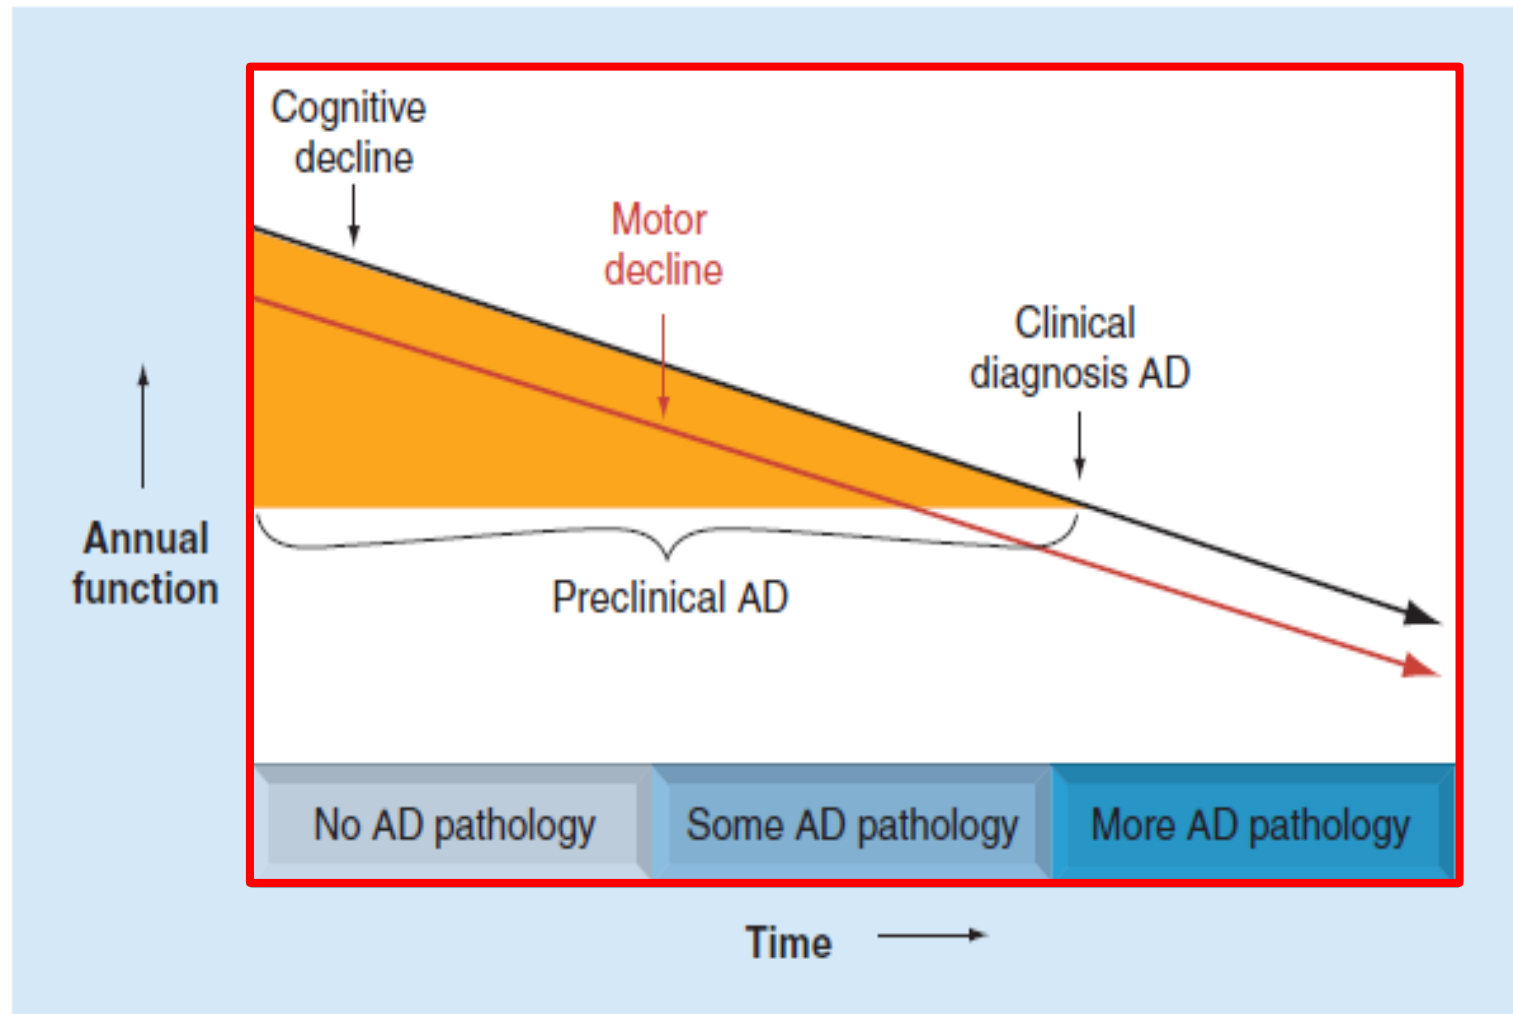 Cognitive
decline
Motor
decline
Clinical
diagnosis AD
Annual
function
Preclinical AD
No AD pathology
Some AD pathology
More AD pathology
Time